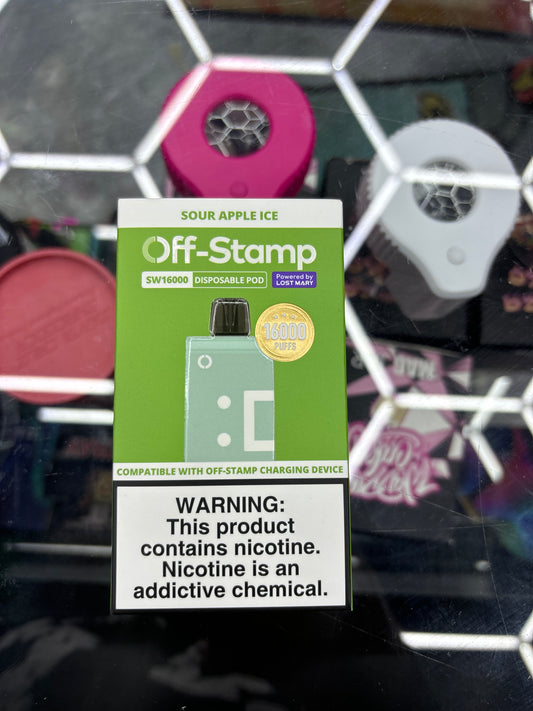 SOUR APPLE ICE
Off-Stamp
SW16000 DISPOSABLE POD Powered by LOST MARY
16000
PUFFS
COMPATIBLE WITH OFF-STAMP CHARGING DEVICE
WARNING:
This product
contains nicotine.
Nicotine is an
addictive chemical.